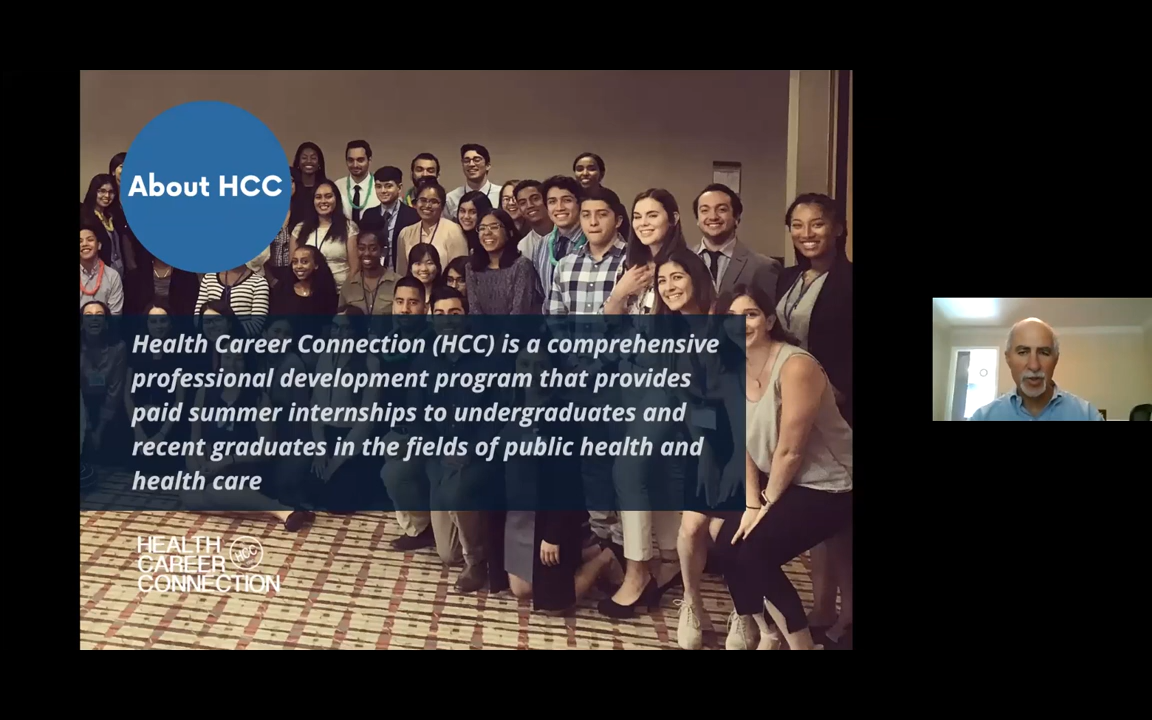 About HCC
Health Career Connection (HCC) is a comprehensive
professional development program that provides
paid summer internships to undergraduates and
recent graduates in the fields of public health and
health care
HEALTH
CAREER HCC
CONNECTION